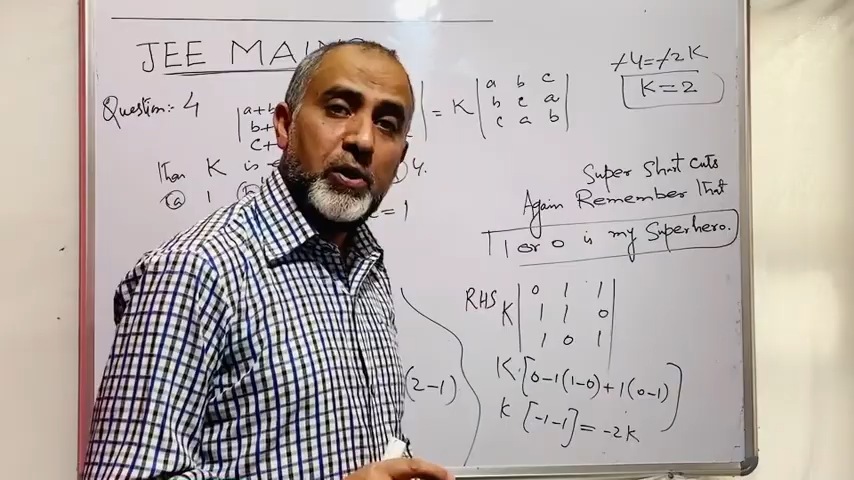 JEE MAINS
Question:- 4 |a+b
b+
c+
| = K |a b c
b c a
c a b|
then K is
4.
(a) 1
= 1
-4 = -2K
K = 2
Super Short cuts
Again Remember that
1 or 0 is my Superhero.
RHS K |0 1 1
1 1 0
1 0 1|
K [0-1(1-0)+1(0-1)]
K [-1-1] = -2K
(2-1)